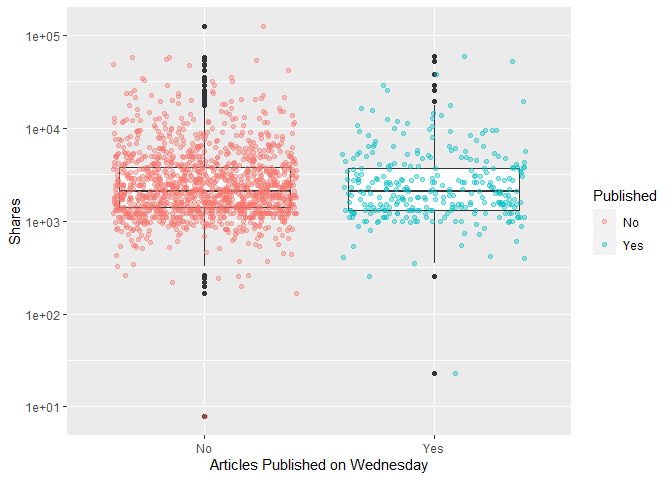 1e+05
1e+04
1e+03
1e+02
1e+01
Shares
No
Yes
Articles Published on Wednesday
Published
No
Yes